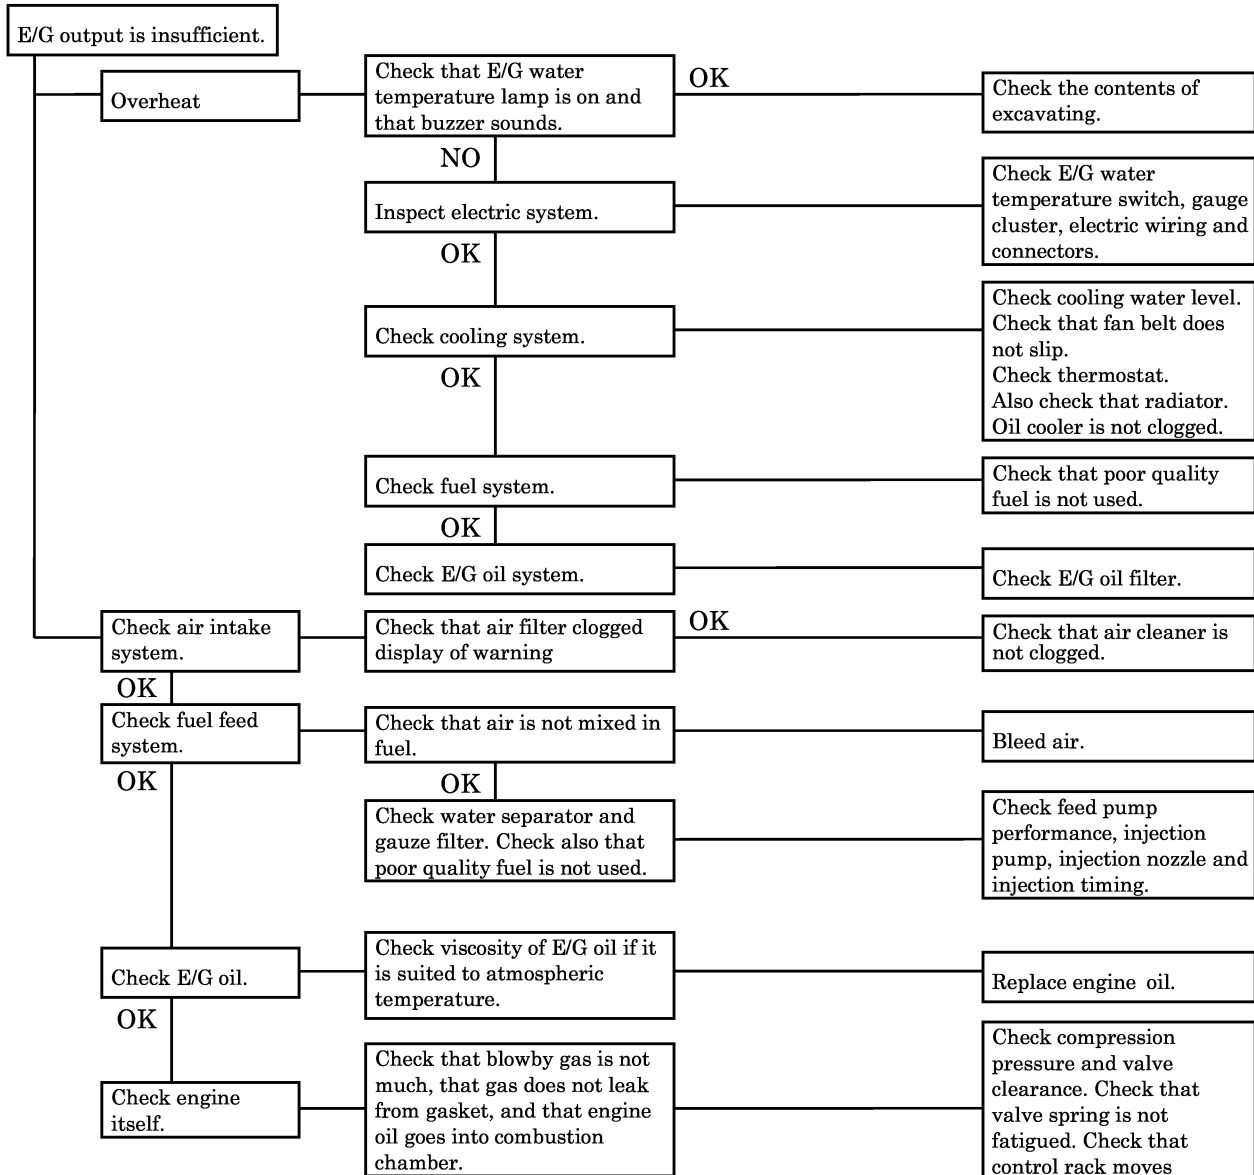 E/G output is insufficient.
Overheat
Check that E/G water
temperature lamp is on and
that buzzer sounds.
OK
Check the contents of
excavating.
NO
Inspect electric system.
Check E/G water
temperature switch, gauge
cluster, electric wiring and
connectors.
OK
Check cooling system.
Check cooling water level.
Check that fan belt does
not slip.
Check thermostat.
Also check that radiator.
Oil cooler is not clogged.
OK
Check fuel system.
Check that poor quality
fuel is not used.
OK
Check E/G oil system.
Check E/G oil filter.
Check air intake
system.
Check that air filter clogged
display of warning
OK
Check that air cleaner is
not clogged.
OK
Check fuel feed
system.
Check that air is not mixed in
fuel.
Bleed air.
OK
OK
Check water separator and
gauze filter. Check also that
poor quality fuel is not used.
Check feed pump
performance, injection
pump, injection nozzle and
injection timing.
Check E/G oil.
Check viscosity of E/G oil if it
is suited to atmospheric
temperature.
Replace engine oil.
OK
Check engine
itself.
Check that blowby gas is not
much, that gas does not leak
from gasket, and that engine
oil goes into combustion
chamber.
Check compression
pressure and valve
clearance. Check that
valve spring is not
fatigued. Check that
control rack moves